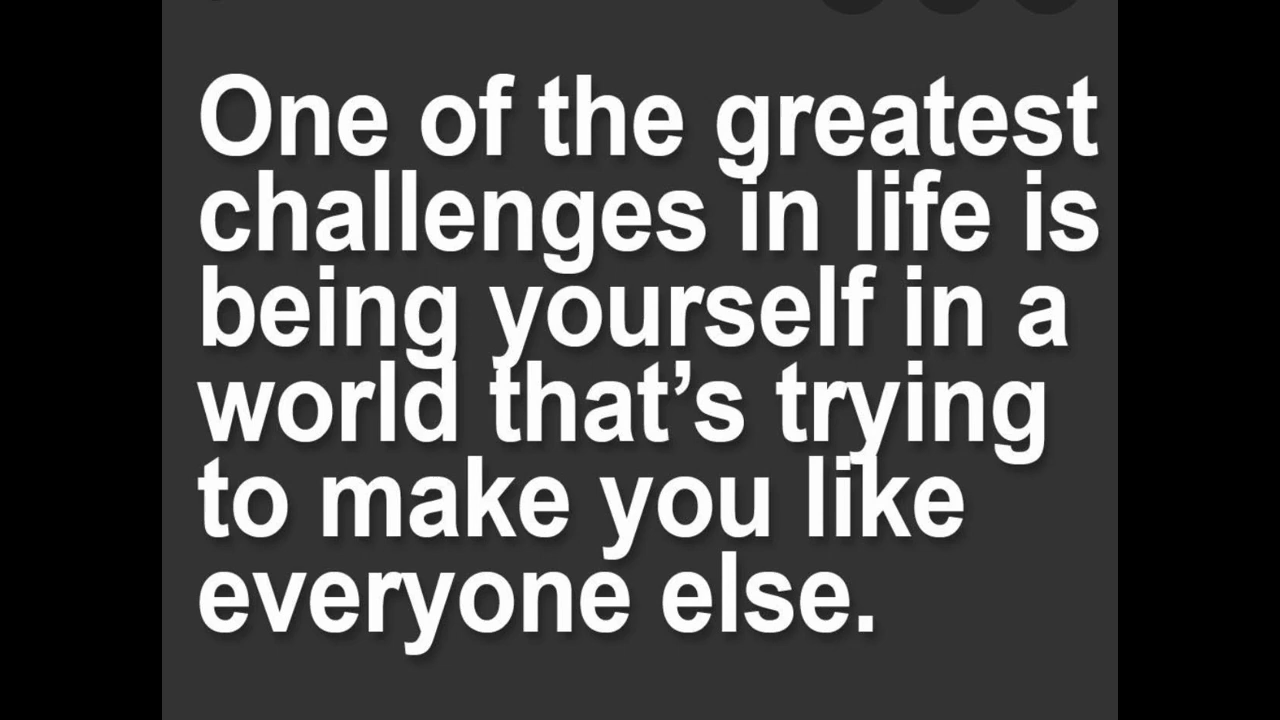 One of the greatest
challenges in life is
being yourself in a
world that’s trying
to make you like
everyone else.